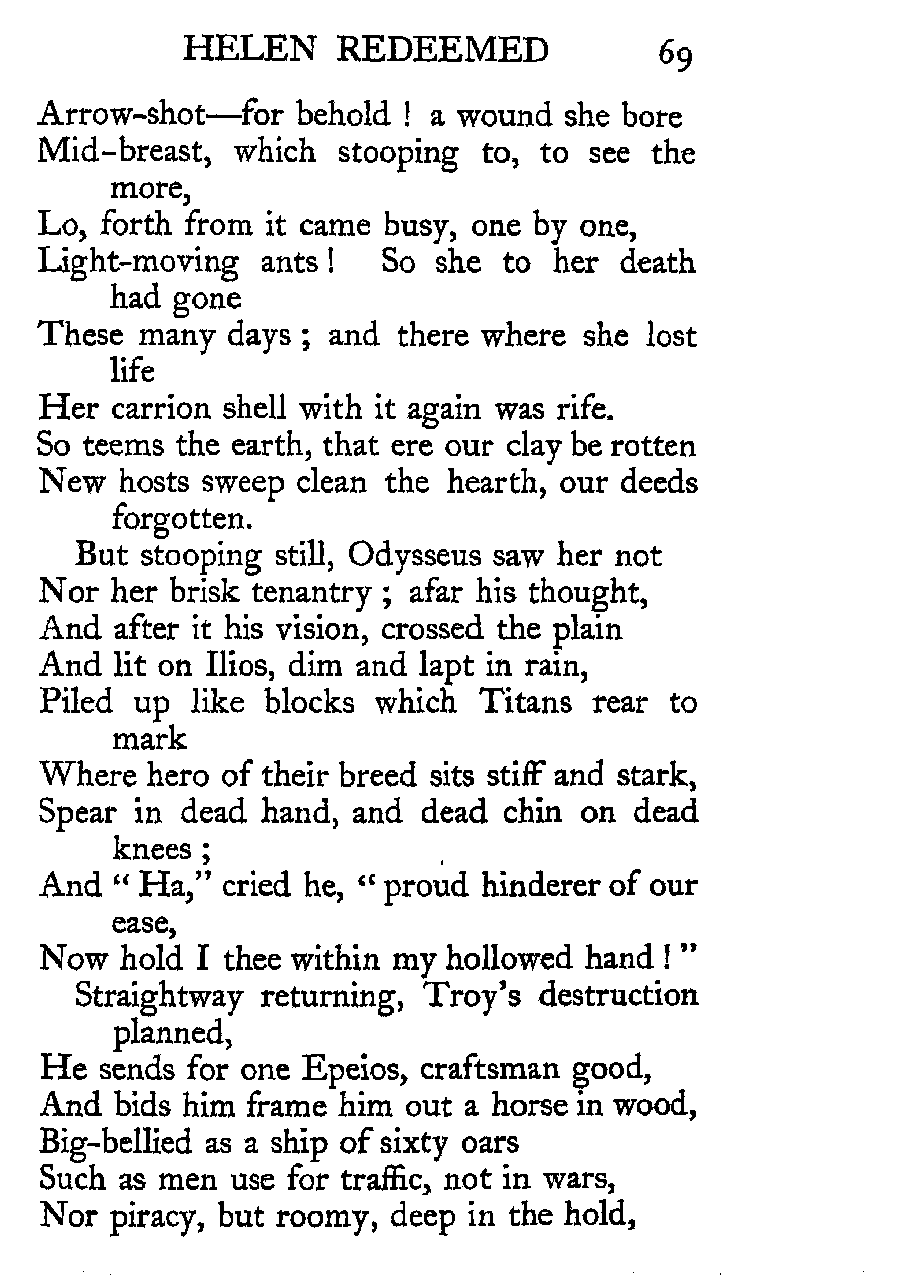 HELEN REDEEMED 69
Arrow-shot—for behold ! a wound she bore
Mid-breast, which stooping to, to see the
more,
Lo, forth from it came busy, one by one,
Light-moving ants ! So she to her death
had gone
These many days ; and there where she lost
life
Her carrion shell with it again was rife.
So teems the earth, that ere our clay be rotten
New hosts sweep clean the hearth, our deeds
forgotten.
But stooping still, Odysseus saw her not
Nor her brisk tenantry ; afar his thought,
And after it his vision, crossed the plain
And lit on Ilios, dim and lapt in rain,
Piled up like blocks which Titans rear to
mark
Where hero of their breed sits stiff and stark,
Spear in dead hand, and dead chin on dead
knees ;
And “ Ha,” cried he, “ proud hinderer of our
ease,
Now hold I thee within my hollowed hand ! ”
Straightway returning, Troy's destruction
planned,
He sends for one Epeios, craftsman good,
And bids him frame him out a horse in wood,
Big-bellied as a ship of sixty oars
Such as men use for traffic, not in wars,
Nor piracy, but roomy, deep in the hold,